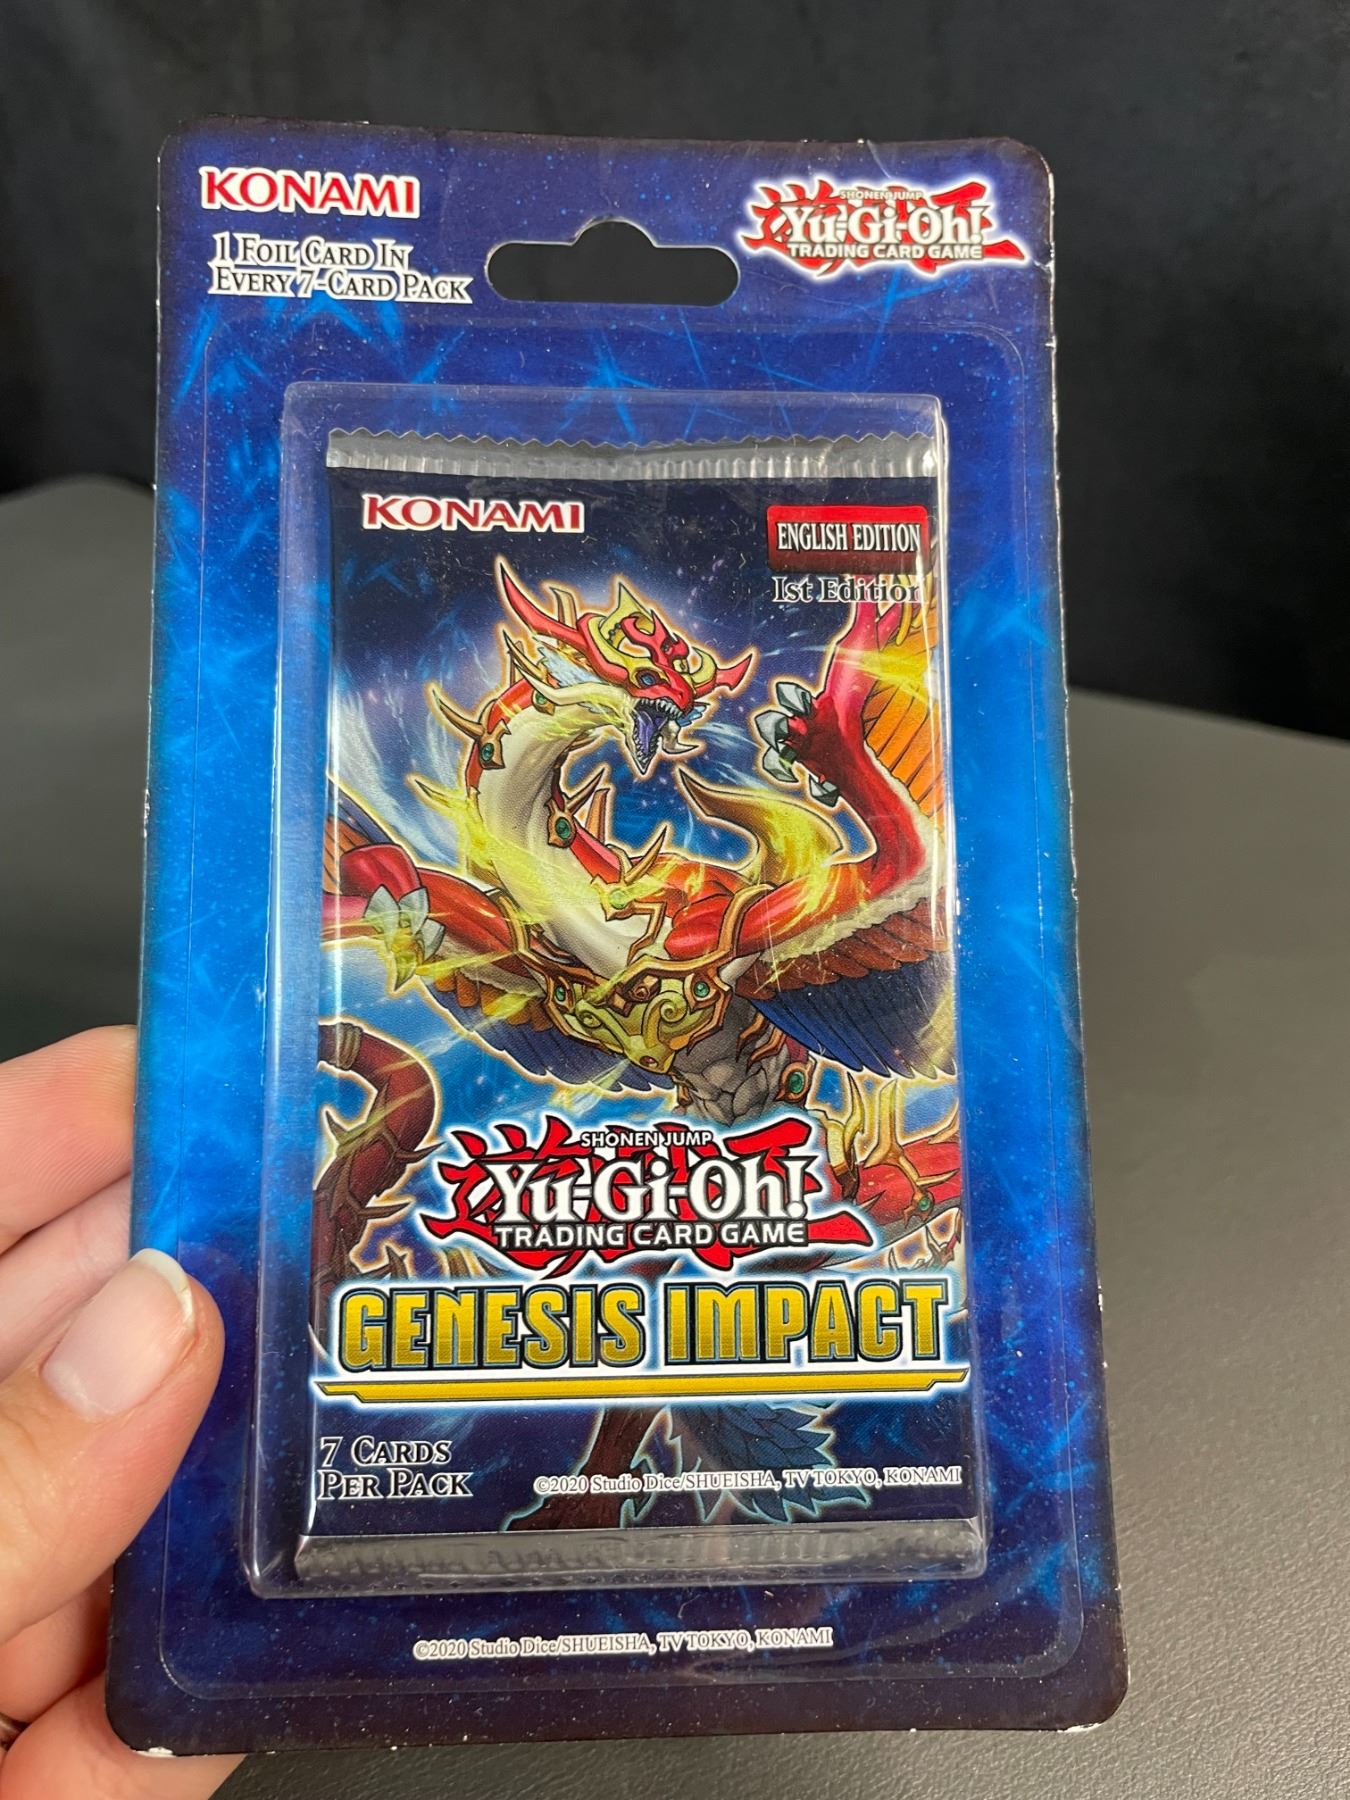 KONAMI
1 FOIL CARD IN
EVERY 7-CARD PACK
SHONEN JUMP
Yu-Gi-Oh!
TRADING CARD GAME
KONAMI
ENGLISH EDITION
1st Edition
SHONEN JUMP
Yu-Gi-Oh!
TRADING CARD GAME
GENESIS IMPACT
7 CARDS
PER PACK
©2020 Studio Dice/SHUEISHA, TV TOKYO, KONAMI
©2020 Studio Dice/SHUEISHA, TV TOKYO, KONAMI